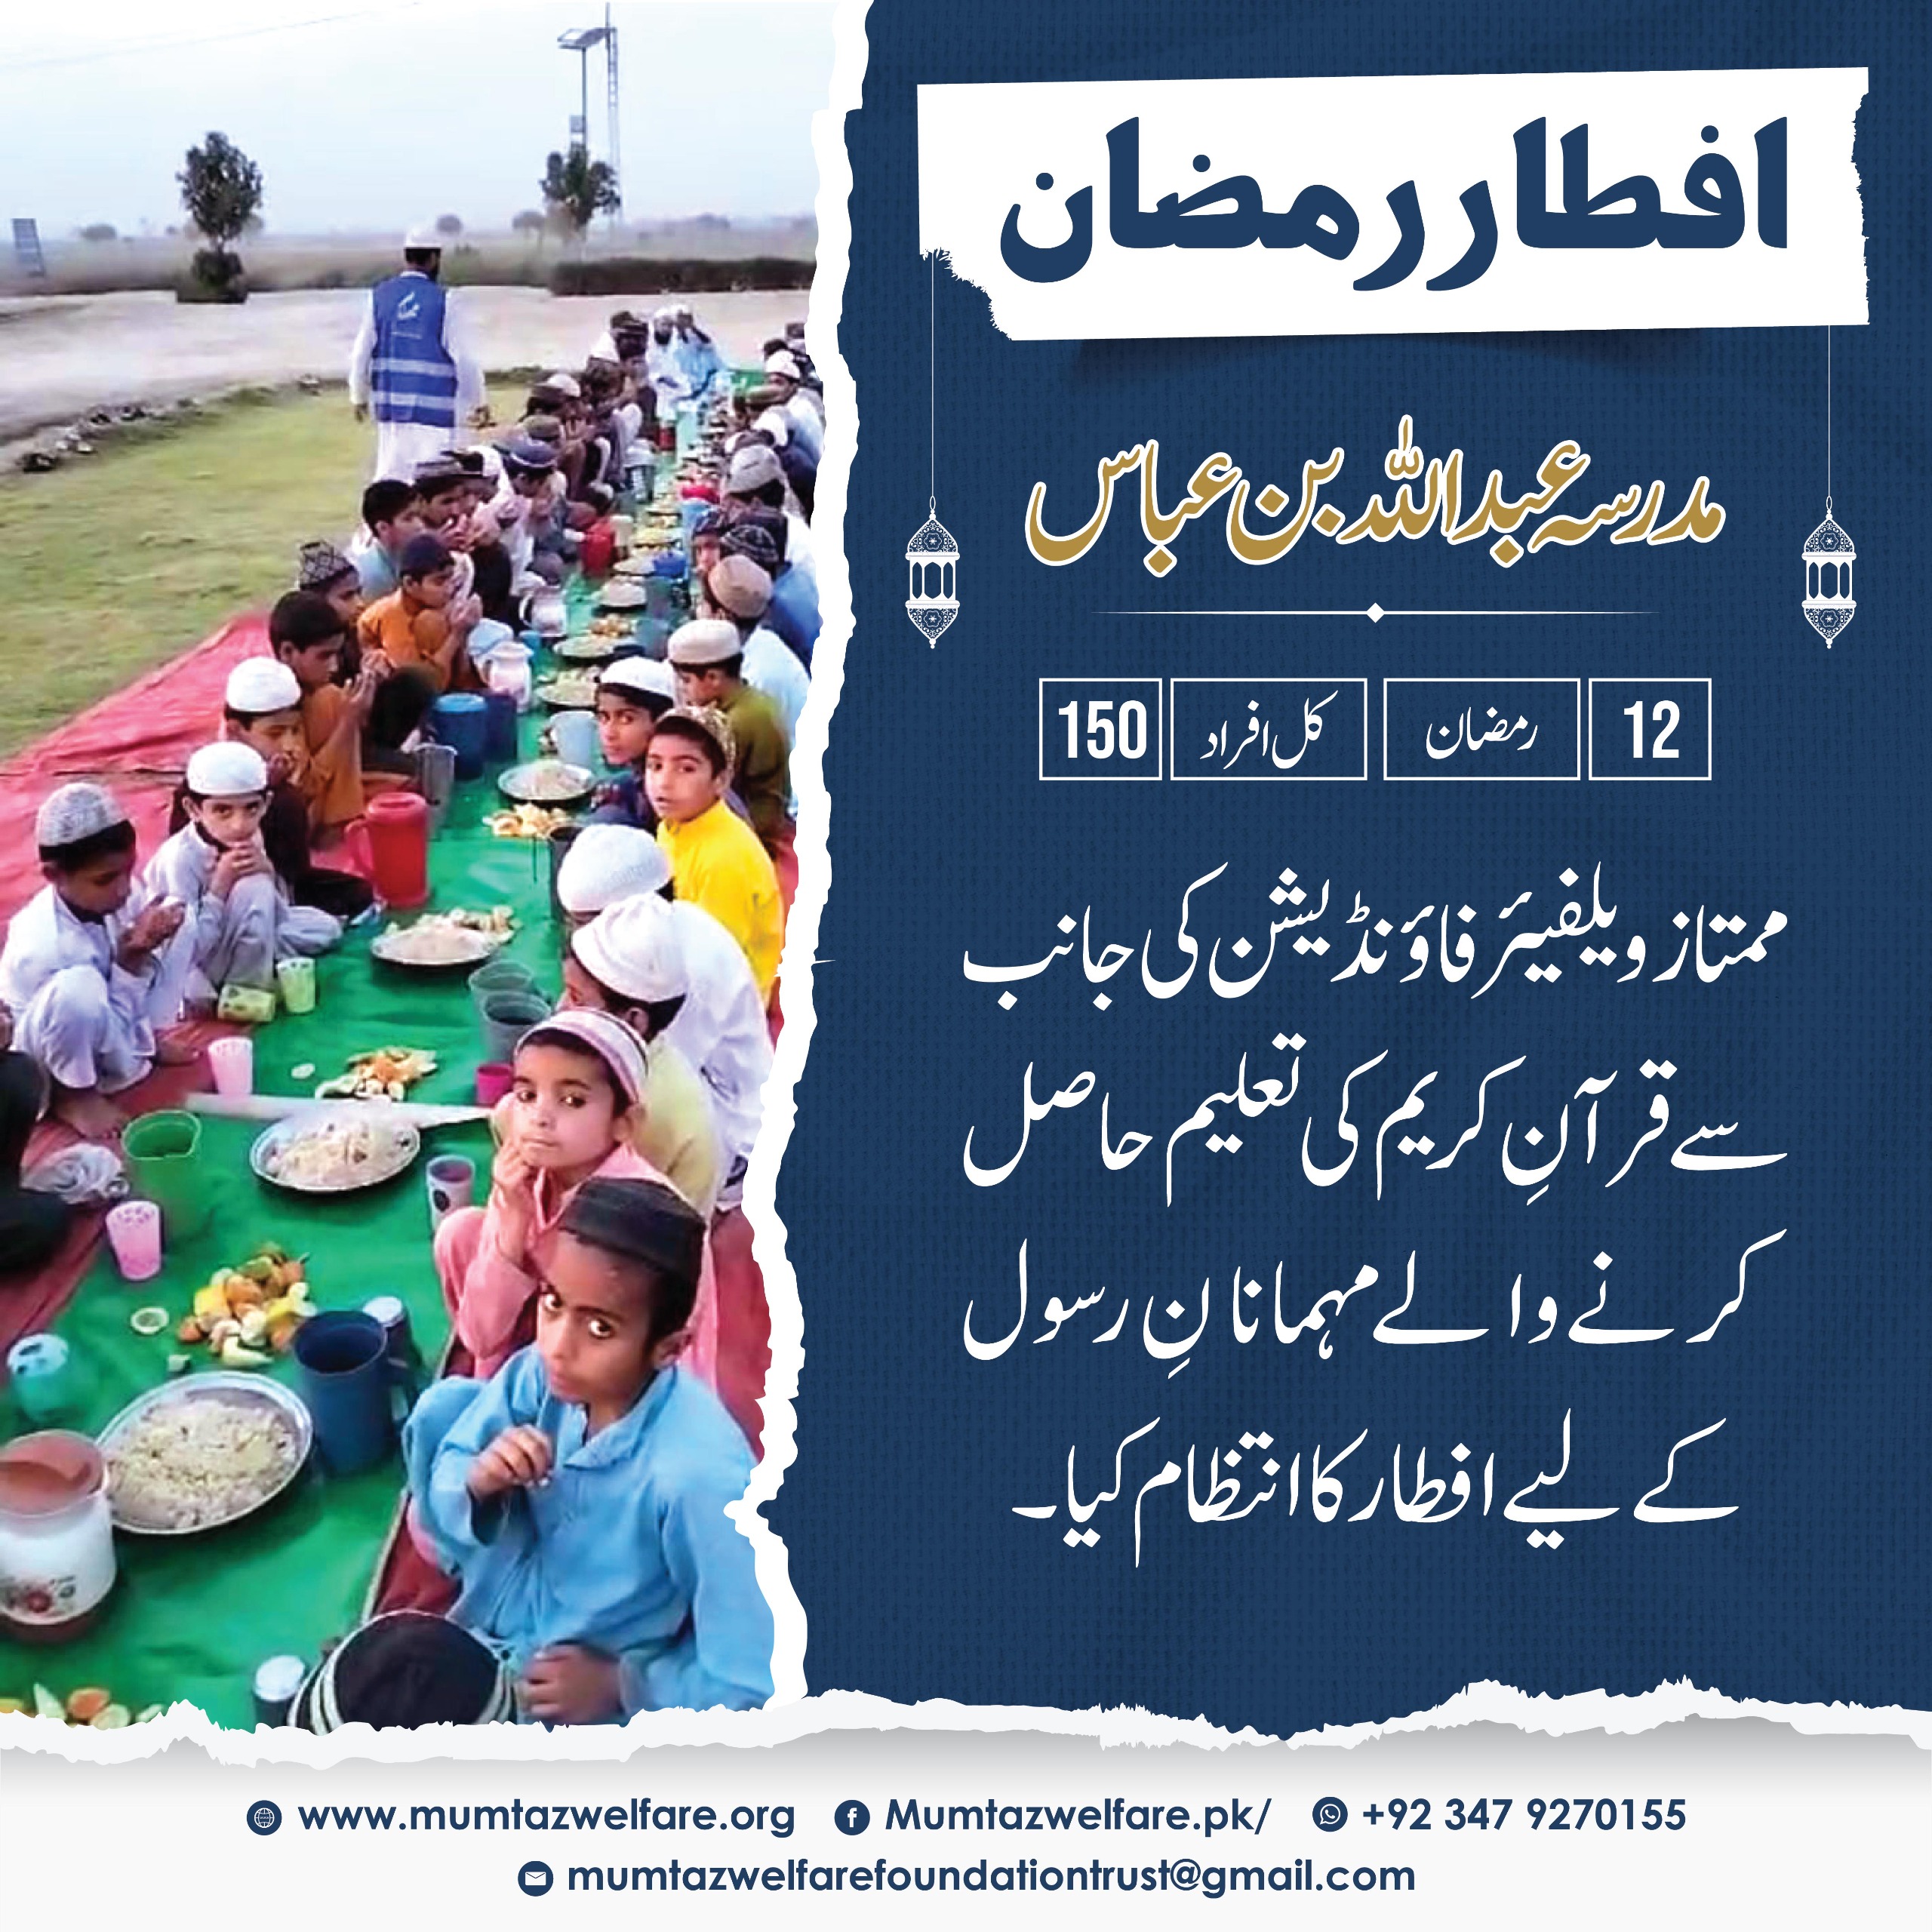 افطار رمضان
مدرسہ عبداللہ بن عباس
12 رمضان کل افراد 150
ممتاز ویلفیئر فاؤنڈیشن کی جانب
سے قرآنِ کریم کی تعلیم حاصل
کرنے والے مہمانانِ رسول
کے لیے افطار کا انتظام کیا۔
www.mumtazwelfare.org Mumtazwelfare.pk/ +92 347 9270155
mumtazwelfarefoundationtrust@gmail.com